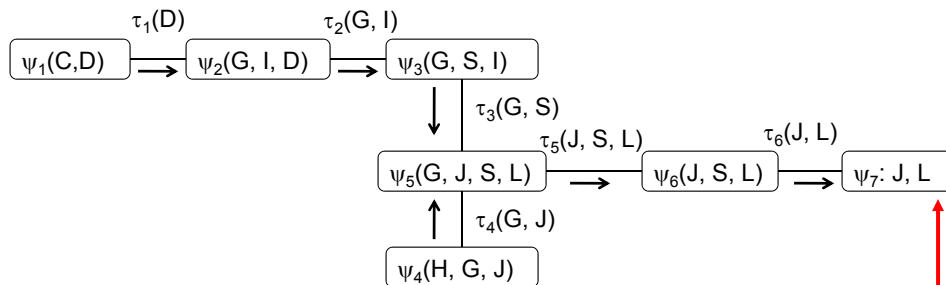 τ₁(D)
τ₂(G, I)
ψ₁(C,D)
ψ₂(G, I, D)
ψ₃(G, S, I)
τ₃(G, S)
τ₅(J, S, L)
τ₆(J, L)
ψ₅(G, J, S, L)
ψ₆(J, S, L)
ψ₇: J, L
τ₄(G, J)
ψ₄(H, G, J)